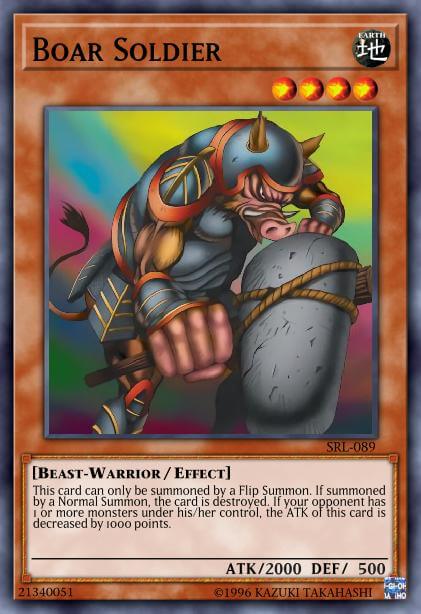 BOAR SOLDIER
EARTH
地
SRL-089
[BEAST-WARRIOR / EFFECT]
This card can only be summoned by a Flip Summon. If summoned
by a Normal Summon, the card is destroyed. If your opponent has
1 or more monsters under his/her control, the ATK of this card is
decreased by 1000 points.
ATK/2000 DEF/ 500
21340051
©1996 KAZUKI TAKAHASHI